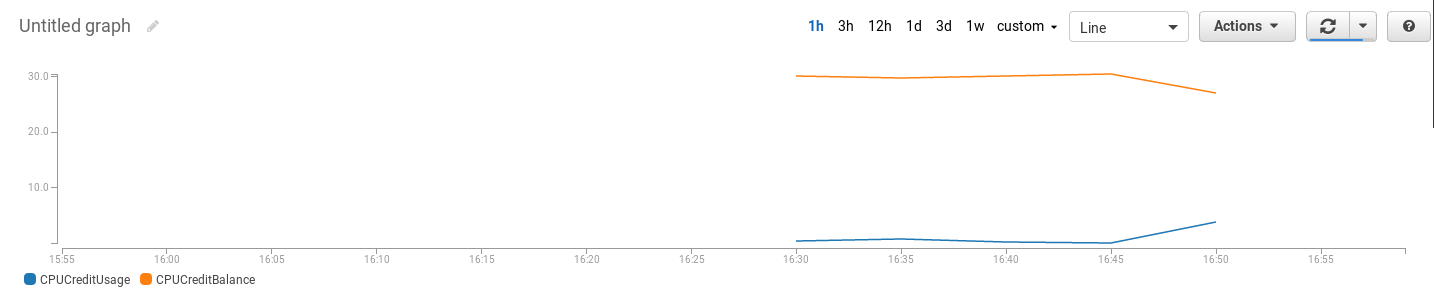 Untitled graph 1h 3h 12h 1d 3d 1w custom Line Actions ?
30.0
20.0
10.0
15:55 16:00 16:05 16:10 16:15 16:20 16:25 16:30 16:35 16:40 16:45 16:50 16:55
CPUCreditUsage CPUCreditBalance